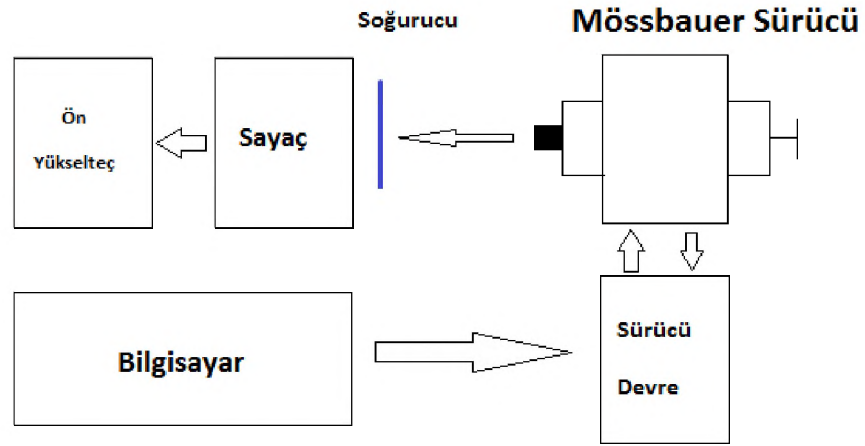 Soğurucu
Mössbauer Sürücü
Ön
Yükselteç
Sayaç
Bilgisayar
Sürücü
Devre